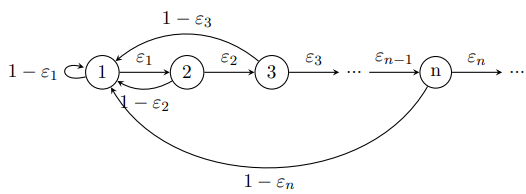 1 − ε₃
1 − ε₁ 1 ε₁ 2 ε₂ 3 ε₃ ··· εₙ₋₁ n εₙ ···
1 − ε₂
1 − εₙ